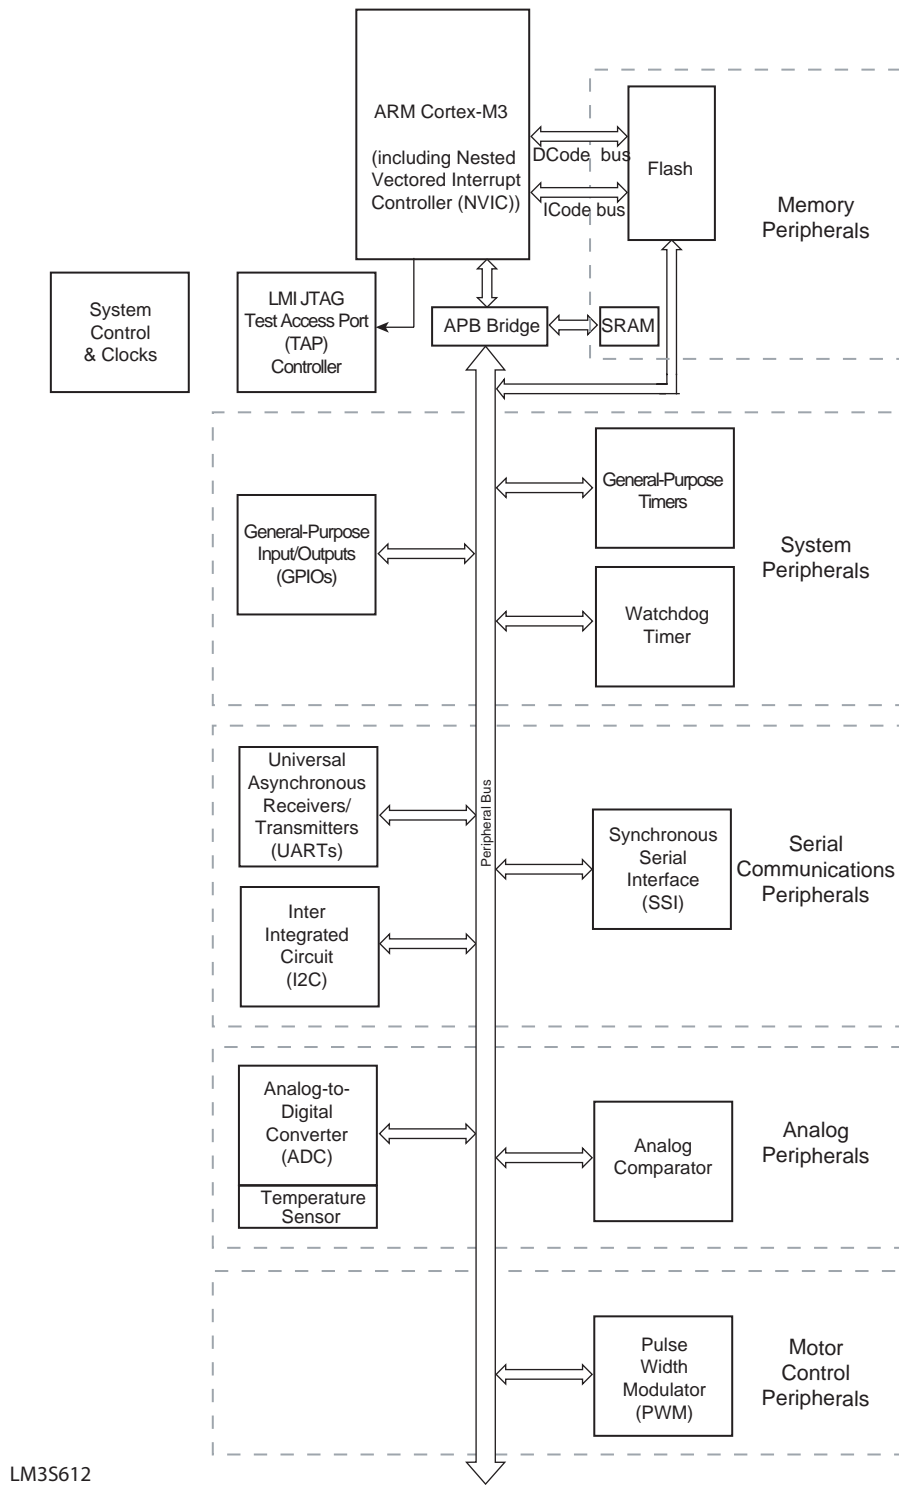 ARM Cortex-M3
(including Nested
Vectored Interrupt
Controller (NVIC))
DCode bus
ICode bus
Flash
Memory
Peripherals
System
Control
& Clocks
LMI JTAG
Test Access Port
(TAP)
Controller
APB Bridge
SRAM
General-Purpose
Timers
General-Purpose
Input/Outputs
(GPIOs)
System
Peripherals
Watchdog
Timer
Universal
Asynchronous
Receivers/
Transmitters
(UARTs)
Peripheral Bus
Synchronous
Serial
Interface
(SSI)
Serial
Communications
Peripherals
Inter
Integrated
Circuit
(I2C)
Analog-to-
Digital
Converter
(ADC)
Temperature
Sensor
Analog
Comparator
Analog
Peripherals
Pulse
Width
Modulator
(PWM)
Motor
Control
Peripherals
LM3S612